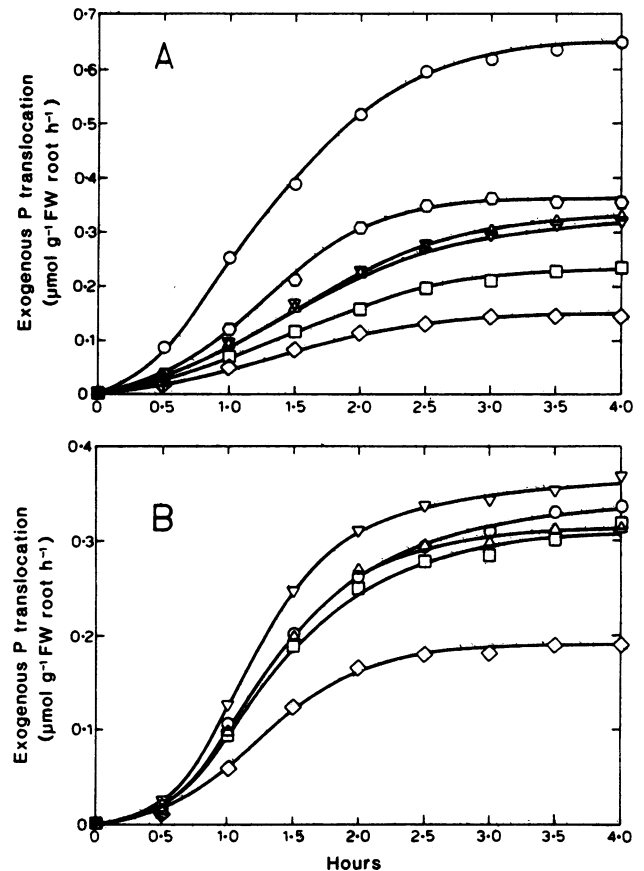 A
Exogenous P translocation
(μmol g⁻¹ FW root h⁻¹)
0·7
0·6
0·5
0·4
0·3
0·2
0·1
0
0 0·5 1·0 1·5 2·0 2·5 3·0 3·5 4·0
B
Exogenous P translocation
(μmol g⁻¹ FW root h⁻¹)
0·4
0·3
0·2
0·1
0
0 0·5 1·0 1·5 2·0 2·5 3·0 3·5 4·0
Hours